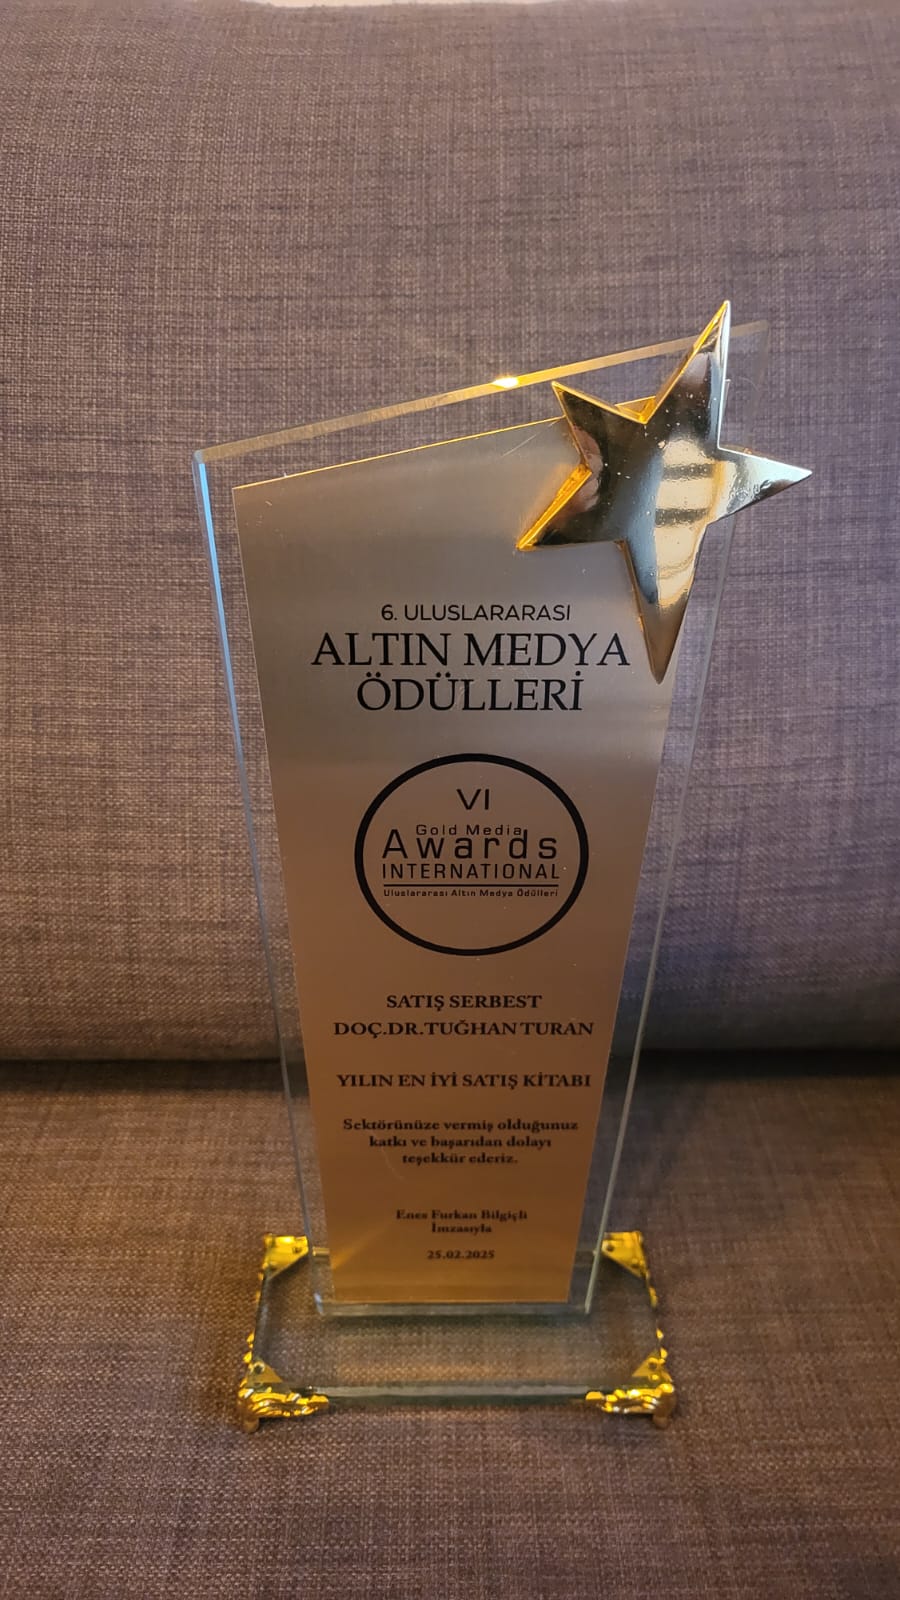 6. ULUSLARARASI
ALTIN MEDYA
ÖDÜLLERİ
VI
Gold Media
Awards
INTERNATIONAL
Uluslararası Altın Medya Ödülleri
SATIŞ SERBEST
DOÇ.DR.TUĞHAN TURAN
YILIN EN İYİ SATIŞ KİTABI
Sektörünüze vermiş olduğunuz
katkı ve başarıdan dolayı
teşekkür ederiz.
Enes Furkan Bilgiçli
İmzasıyla
25.02.2025